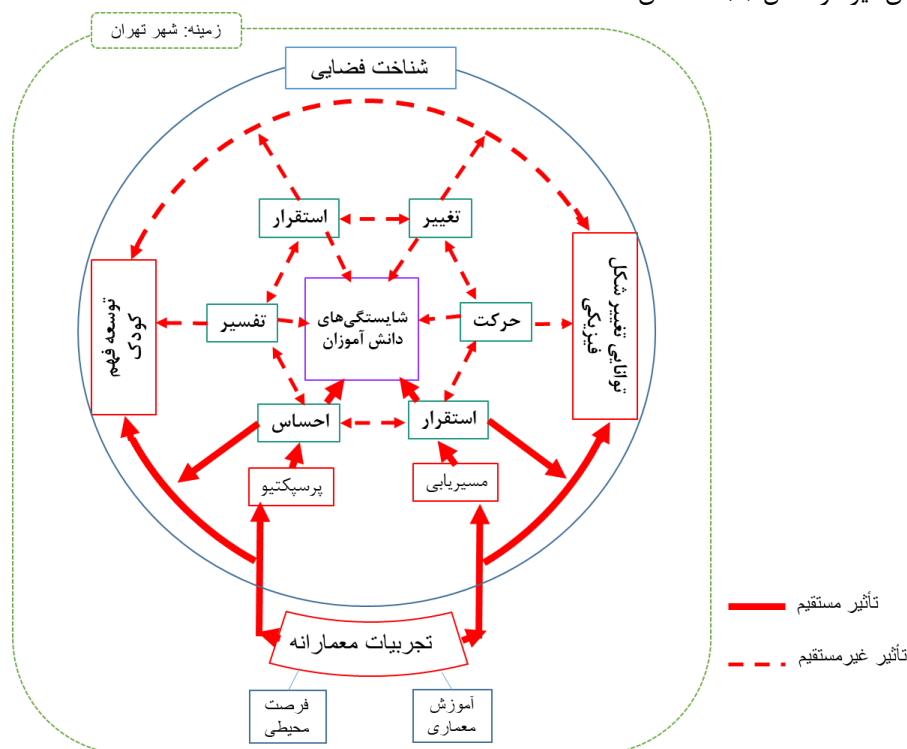 زمینه: شهر تهران
شناخت فضایی
تغییر
استقرار
توانایی تغییر شکل
فیزیکی
حرکت
شایستگی‌های
دانش آموزان
تفسیر
توسعه فهم
کودک
استقرار
احساس
مسیریابی
پرسپکتیو
تأثیر مستقیم
تأثیر غیرمستقیم
تجربیات معمارانه
آموزش
معماری
فرصت
محیطی